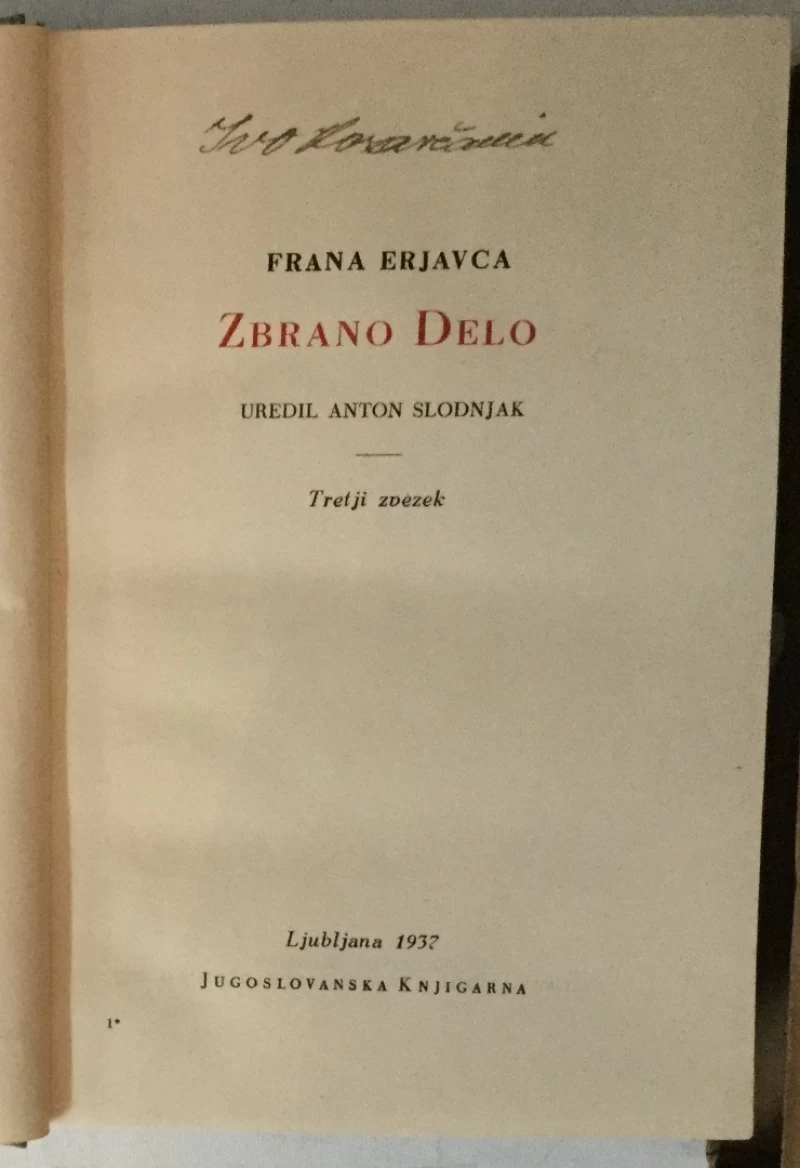 Ivo Kozarčanin
FRANA ERJAVCA
ZBRANO DELO
UREDIL ANTON SLODNJAK
Tretji zvezek
Ljubljana 1937
JUGOSLOVANSKA KNJIGARNA
1*